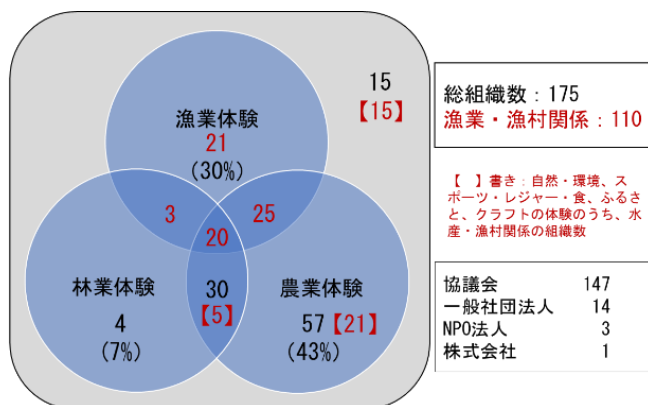 漁業体験
21
(30%)
15
【15】
3
20
25
林業体験
4
(7%)
30
【5】
農業体験
57【21】
(43%)
総組織数：175
漁業・漁村関係：110
【　】書き：自然・環境、ス
ポーツ・レジャー・食、ふるさ
と、クラフトの体験のうち、水
産・漁村関係の組織数
協議会 147
一般社団法人 14
NPO法人 3
株式会社 1